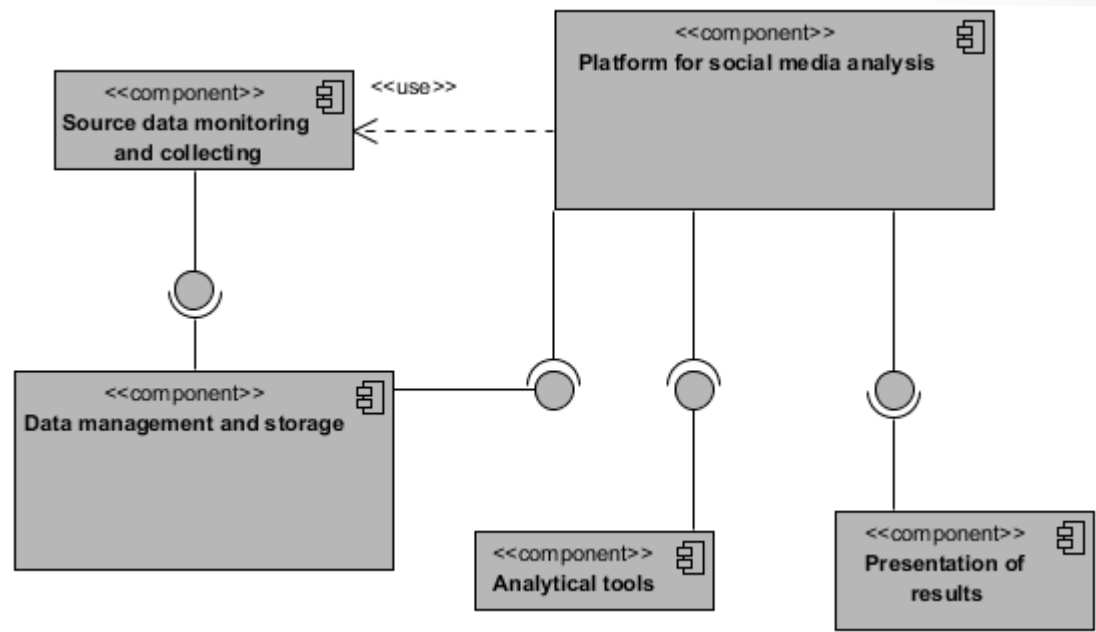 <<component>>
Platform for social media analysis
<<use>>
<<component>>
Source data monitoring
and collecting
<<component>>
Data management and storage
<<component>>
Analytical tools
<<component>>
Presentation of
results